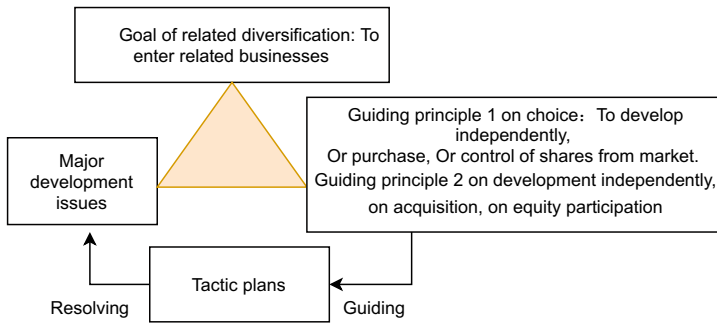 Goal of related diversification: To
enter related businesses
Guiding principle 1 on choice：To develop
independently,
Or purchase, Or control of shares from market.
Guiding principle 2 on development independently,
on acquisition, on equity participation
Major
development
issues
Tactic plans
Resolving
Guiding